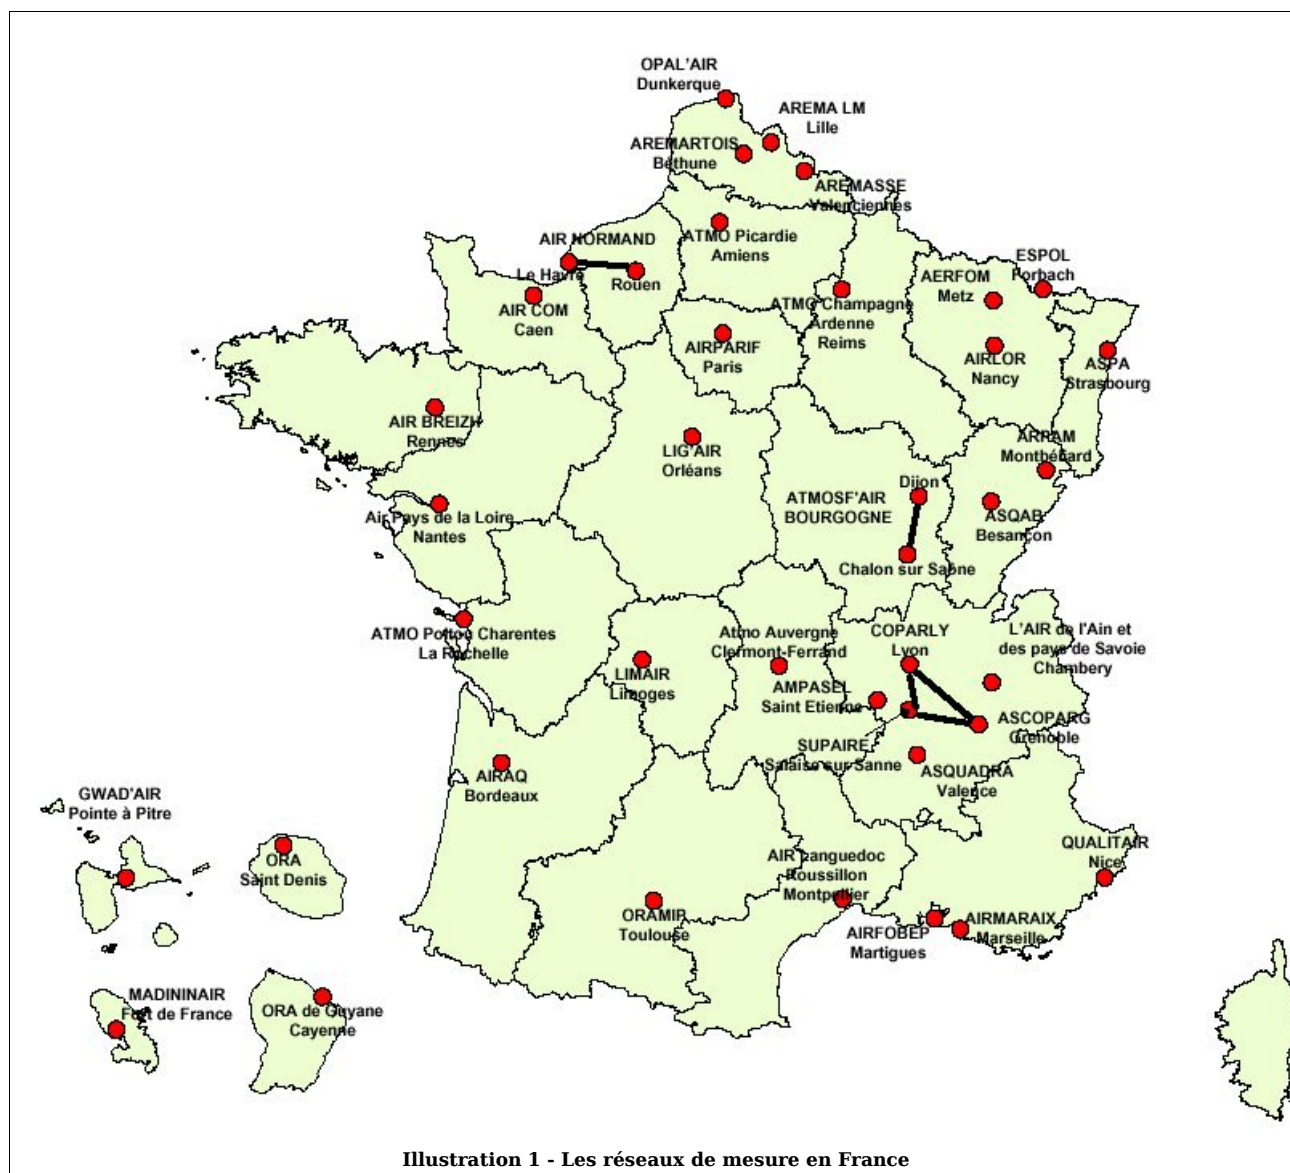 OPAL'AIR
Dunkerque
AREMA LM
Lille
AREMARTOIS
Béthune
AREMASSE
Valenciennes
ATMO Picardie
Amiens
AIR NORMAND
Le Havre
Rouen
AIR COM
Caen
ESPOL
Forbach
AERFOM
Metz
ATMO Champagne
Ardenne
Reims
AIRPARIF
Paris
AIRLOR
Nancy
ASPA
Strasbourg
AIR BREIZH
Rennes
LIG'AIR
Orléans
ARPAM
Montbéliard
Dijon
ATMOSF'AIR
BOURGOGNE
Air Pays de la Loire
Nantes
ASQAB
Besançon
Chalon sur Saône
ATMO Poitou Charentes
La Rochelle
LIMAIR
Limoges
Atmo Auvergne
Clermont-Ferrand
COPARLY
Lyon
L'AIR de l'Ain et
des pays de Savoie
Chambery
AMPASEL
Saint Etienne
ASCOPARG
Grenoble
SUPAIRE
Salaise sur Sanne
ASQUADRA
Valence
AIRAQ
Bordeaux
GWAD'AIR
Pointe à Pitre
ORA
Saint Denis
QUALITAIR
Nice
AIR Languedoc
Roussillon
Montpellier
ORAMIP
Toulouse
AIRFOBEP
Martigues
AIRMARAIX
Marseille
MADININAIR
Fort de France
ORA de Guyane
Cayenne
Illustration 1 - Les réseaux de mesure en France